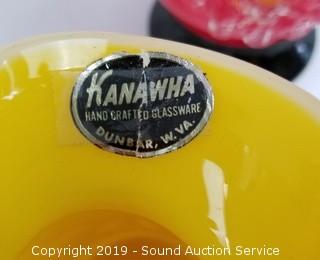 KANAWHA
HAND CRAFTED GLASSWARE
DUNBAR, W. VA.
Copyright 2019 - Sound Auction Service